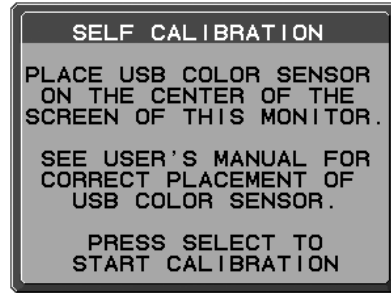 SELF CALIBRATION
PLACE USB COLOR SENSOR
ON THE CENTER OF THE
SCREEN OF THIS MONITOR.
SEE USER'S MANUAL FOR
CORRECT PLACEMENT OF
USB COLOR SENSOR.
PRESS SELECT TO
START CALIBRATION